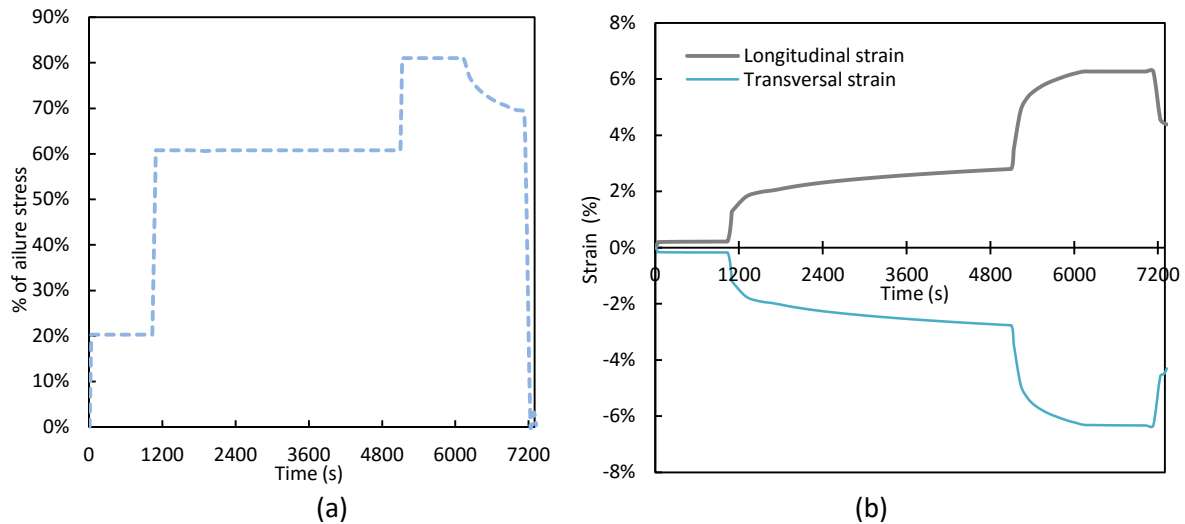 90%
80%
70%
60%
50%
40%
30%
20%
10%
0%
% of ailure stress
0 1200 2400 3600 4800 6000 7200
Time (s)
(a)
8%
6%
4%
2%
0%
-2%
-4%
-6%
-8%
Strain (%)
Longitudinal strain
Transversal strain
0 1200 2400 3600 4800 6000 7200
Time (s)
(b)